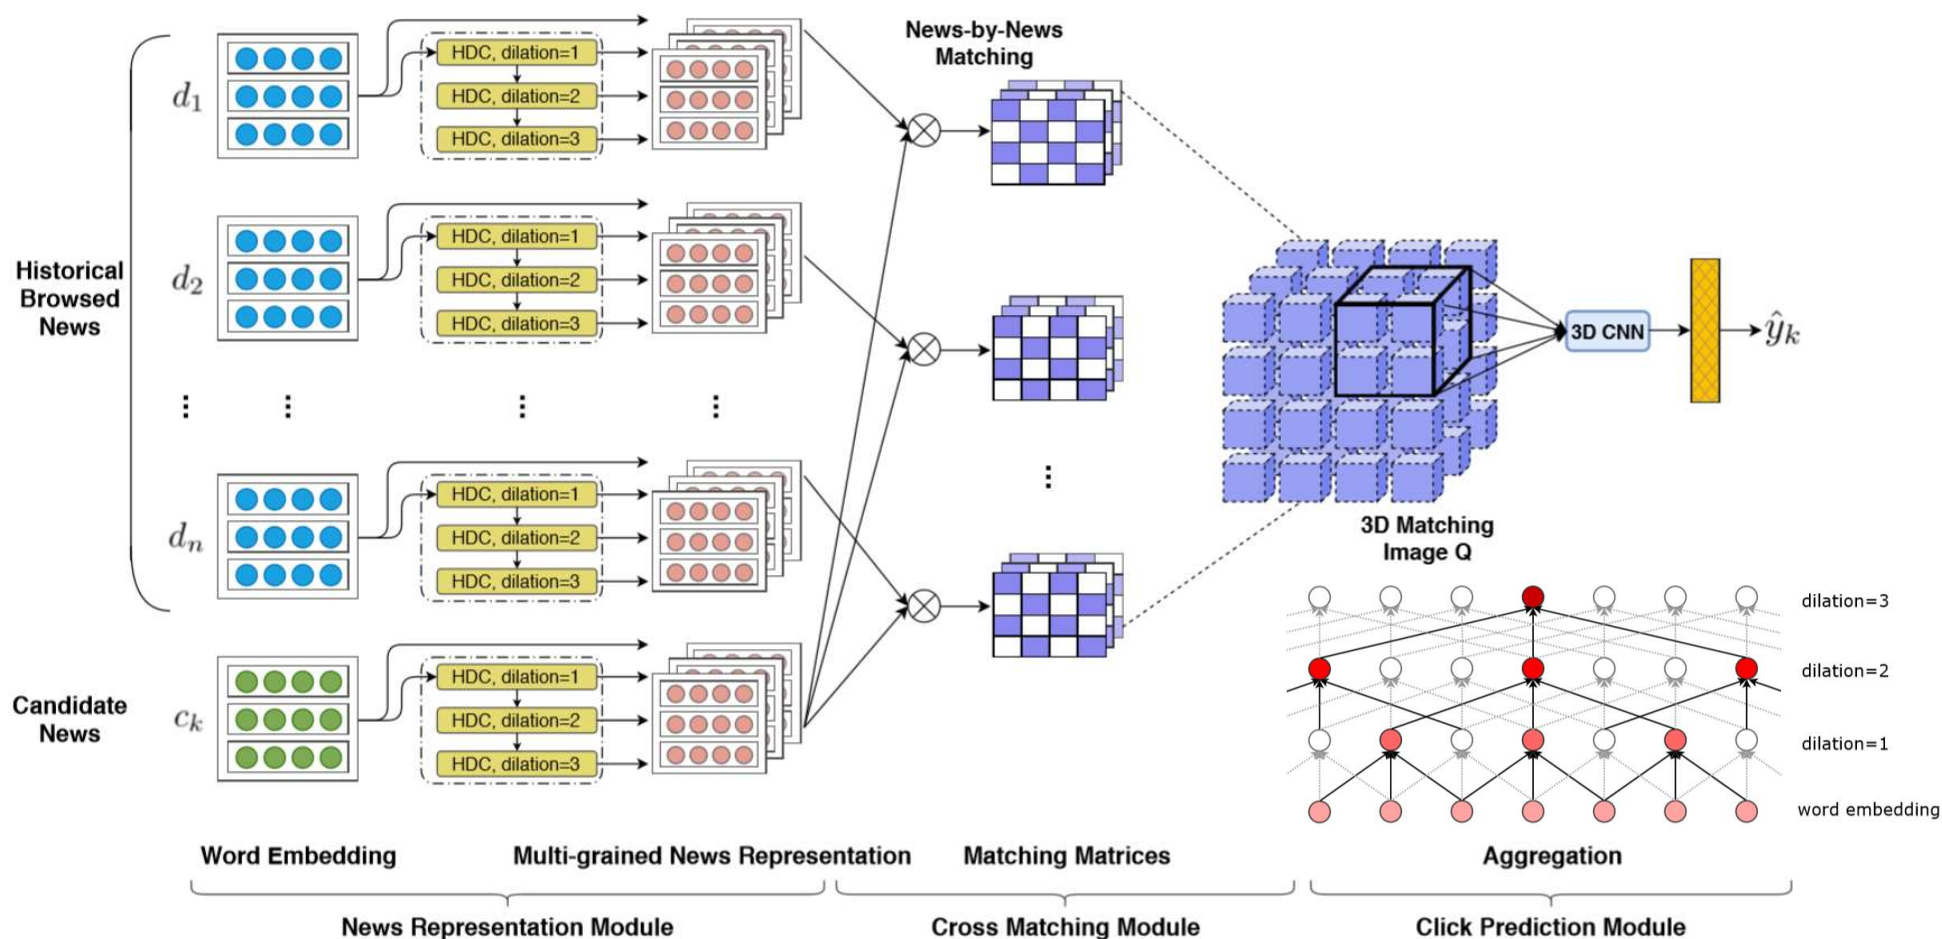 News-by-News
Matching
d₁
HDC, dilation=1
HDC, dilation=2
HDC, dilation=3
Historical
Browsed
News
d₂
HDC, dilation=1
HDC, dilation=2
HDC, dilation=3
3D CNN
ŷₖ
dₙ
HDC, dilation=1
HDC, dilation=2
HDC, dilation=3
3D Matching
Image Q
Candidate
News
cₖ
HDC, dilation=1
HDC, dilation=2
HDC, dilation=3
dilation=3
dilation=2
dilation=1
word embedding
Word Embedding
Multi-grained News Representation
Matching Matrices
Aggregation
News Representation Module
Cross Matching Module
Click Prediction Module